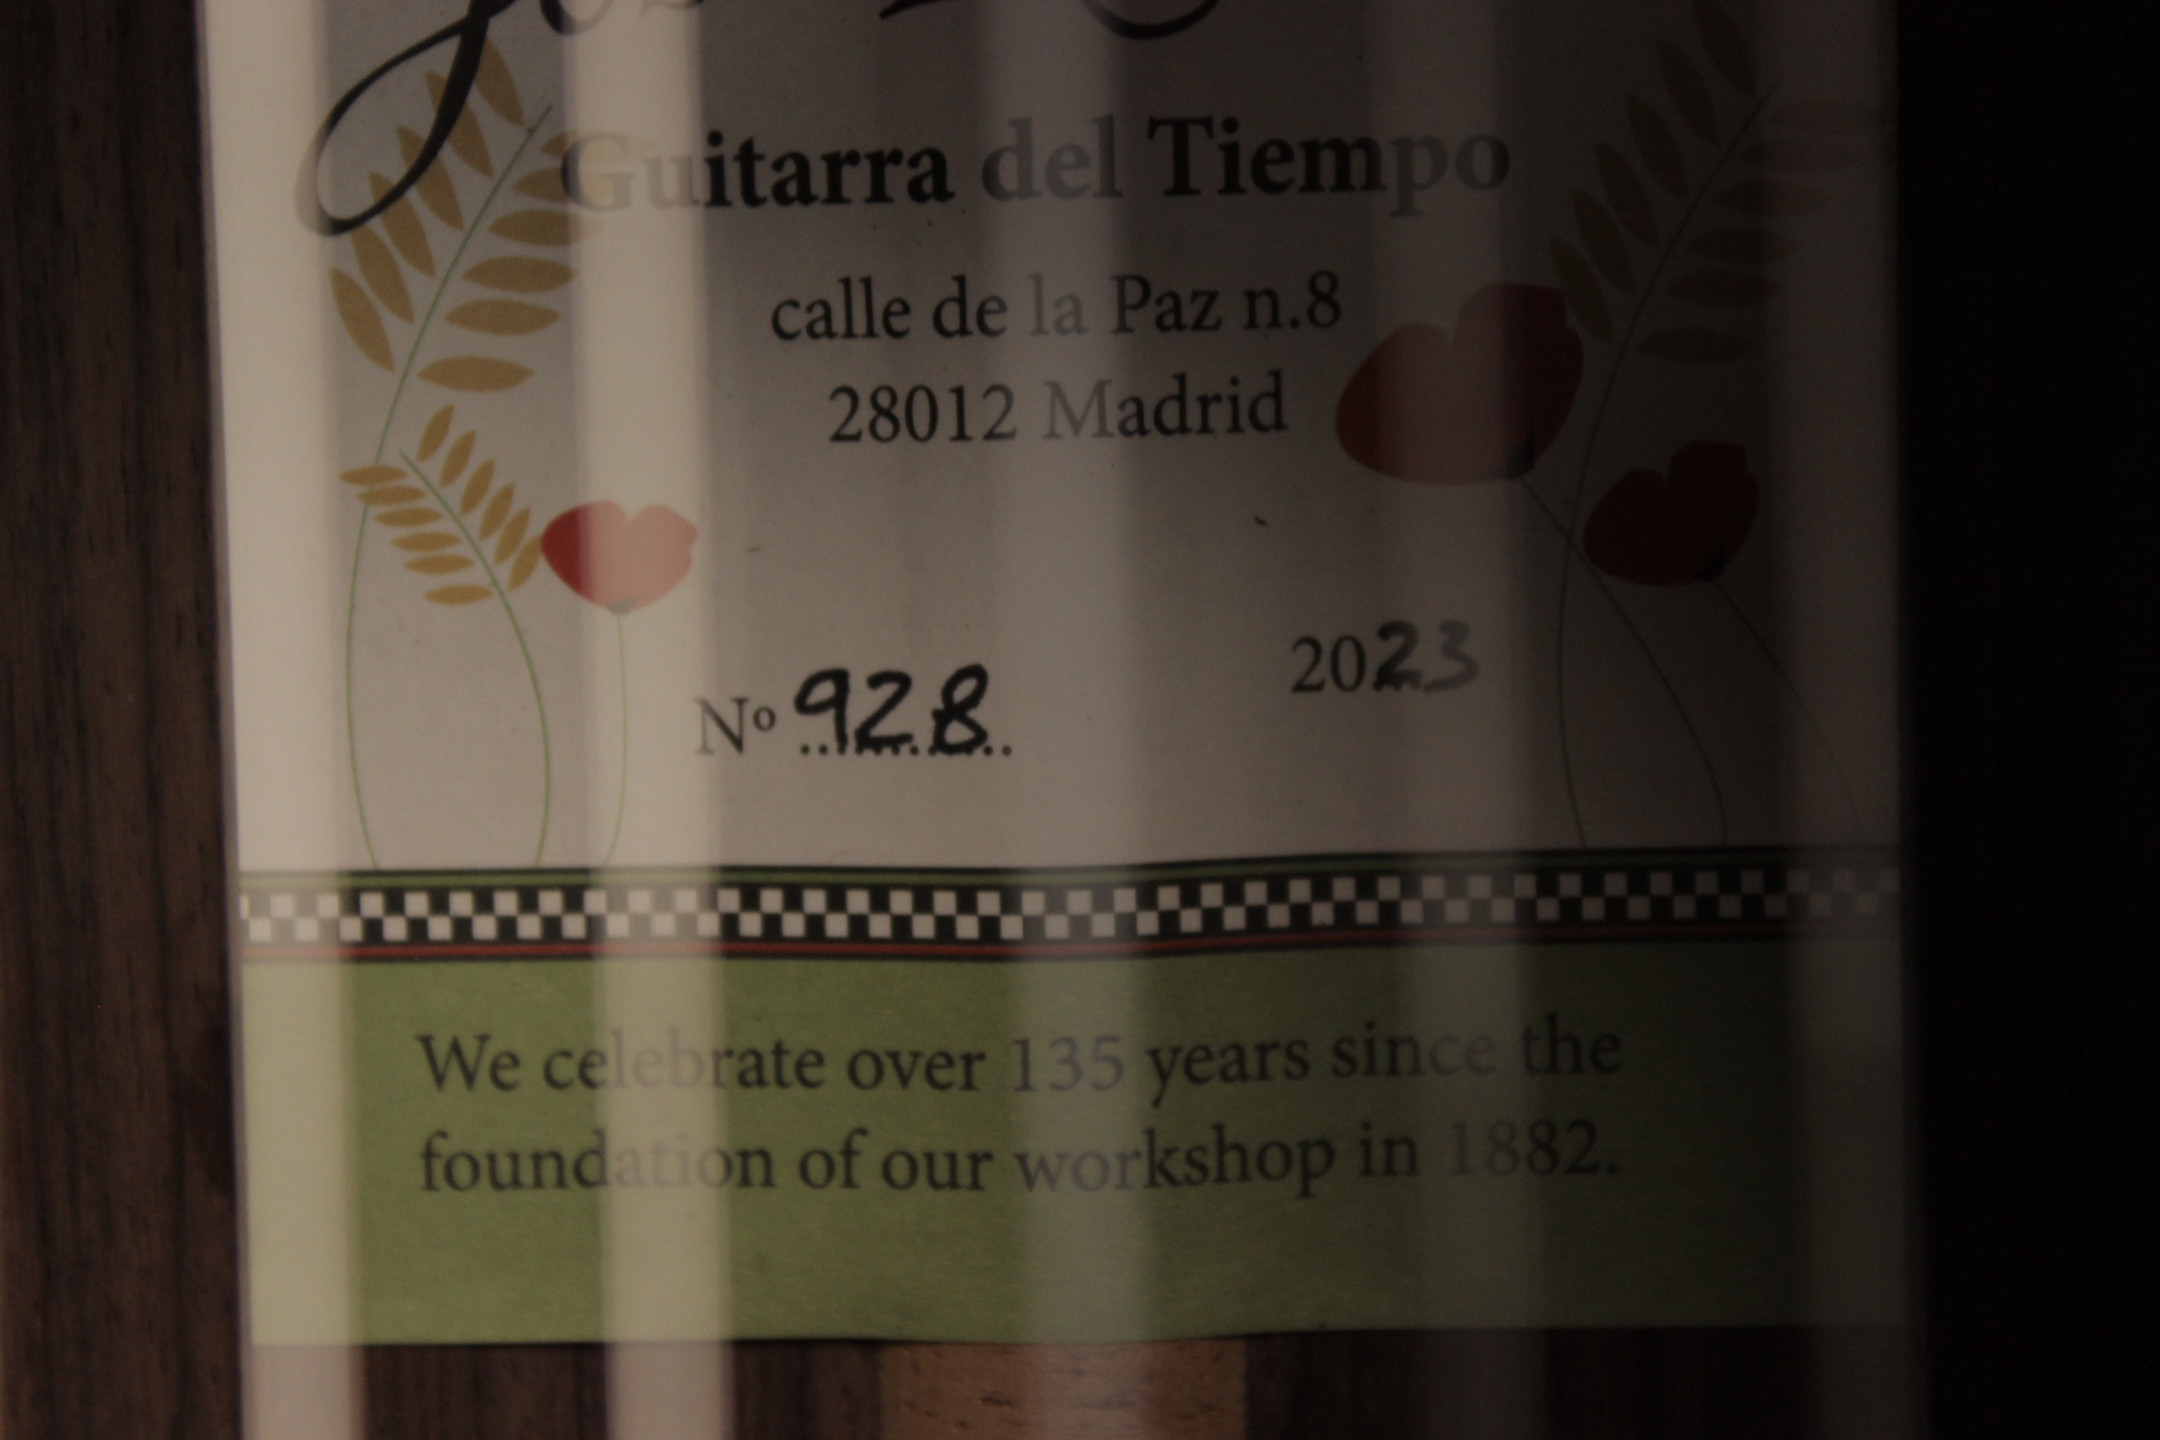 Guitarra del Tiempo
calle de la Paz n.8
28012 Madrid
Nº 928
2023
We celebrate over 135 years since the
foundation of our workshop in 1882.